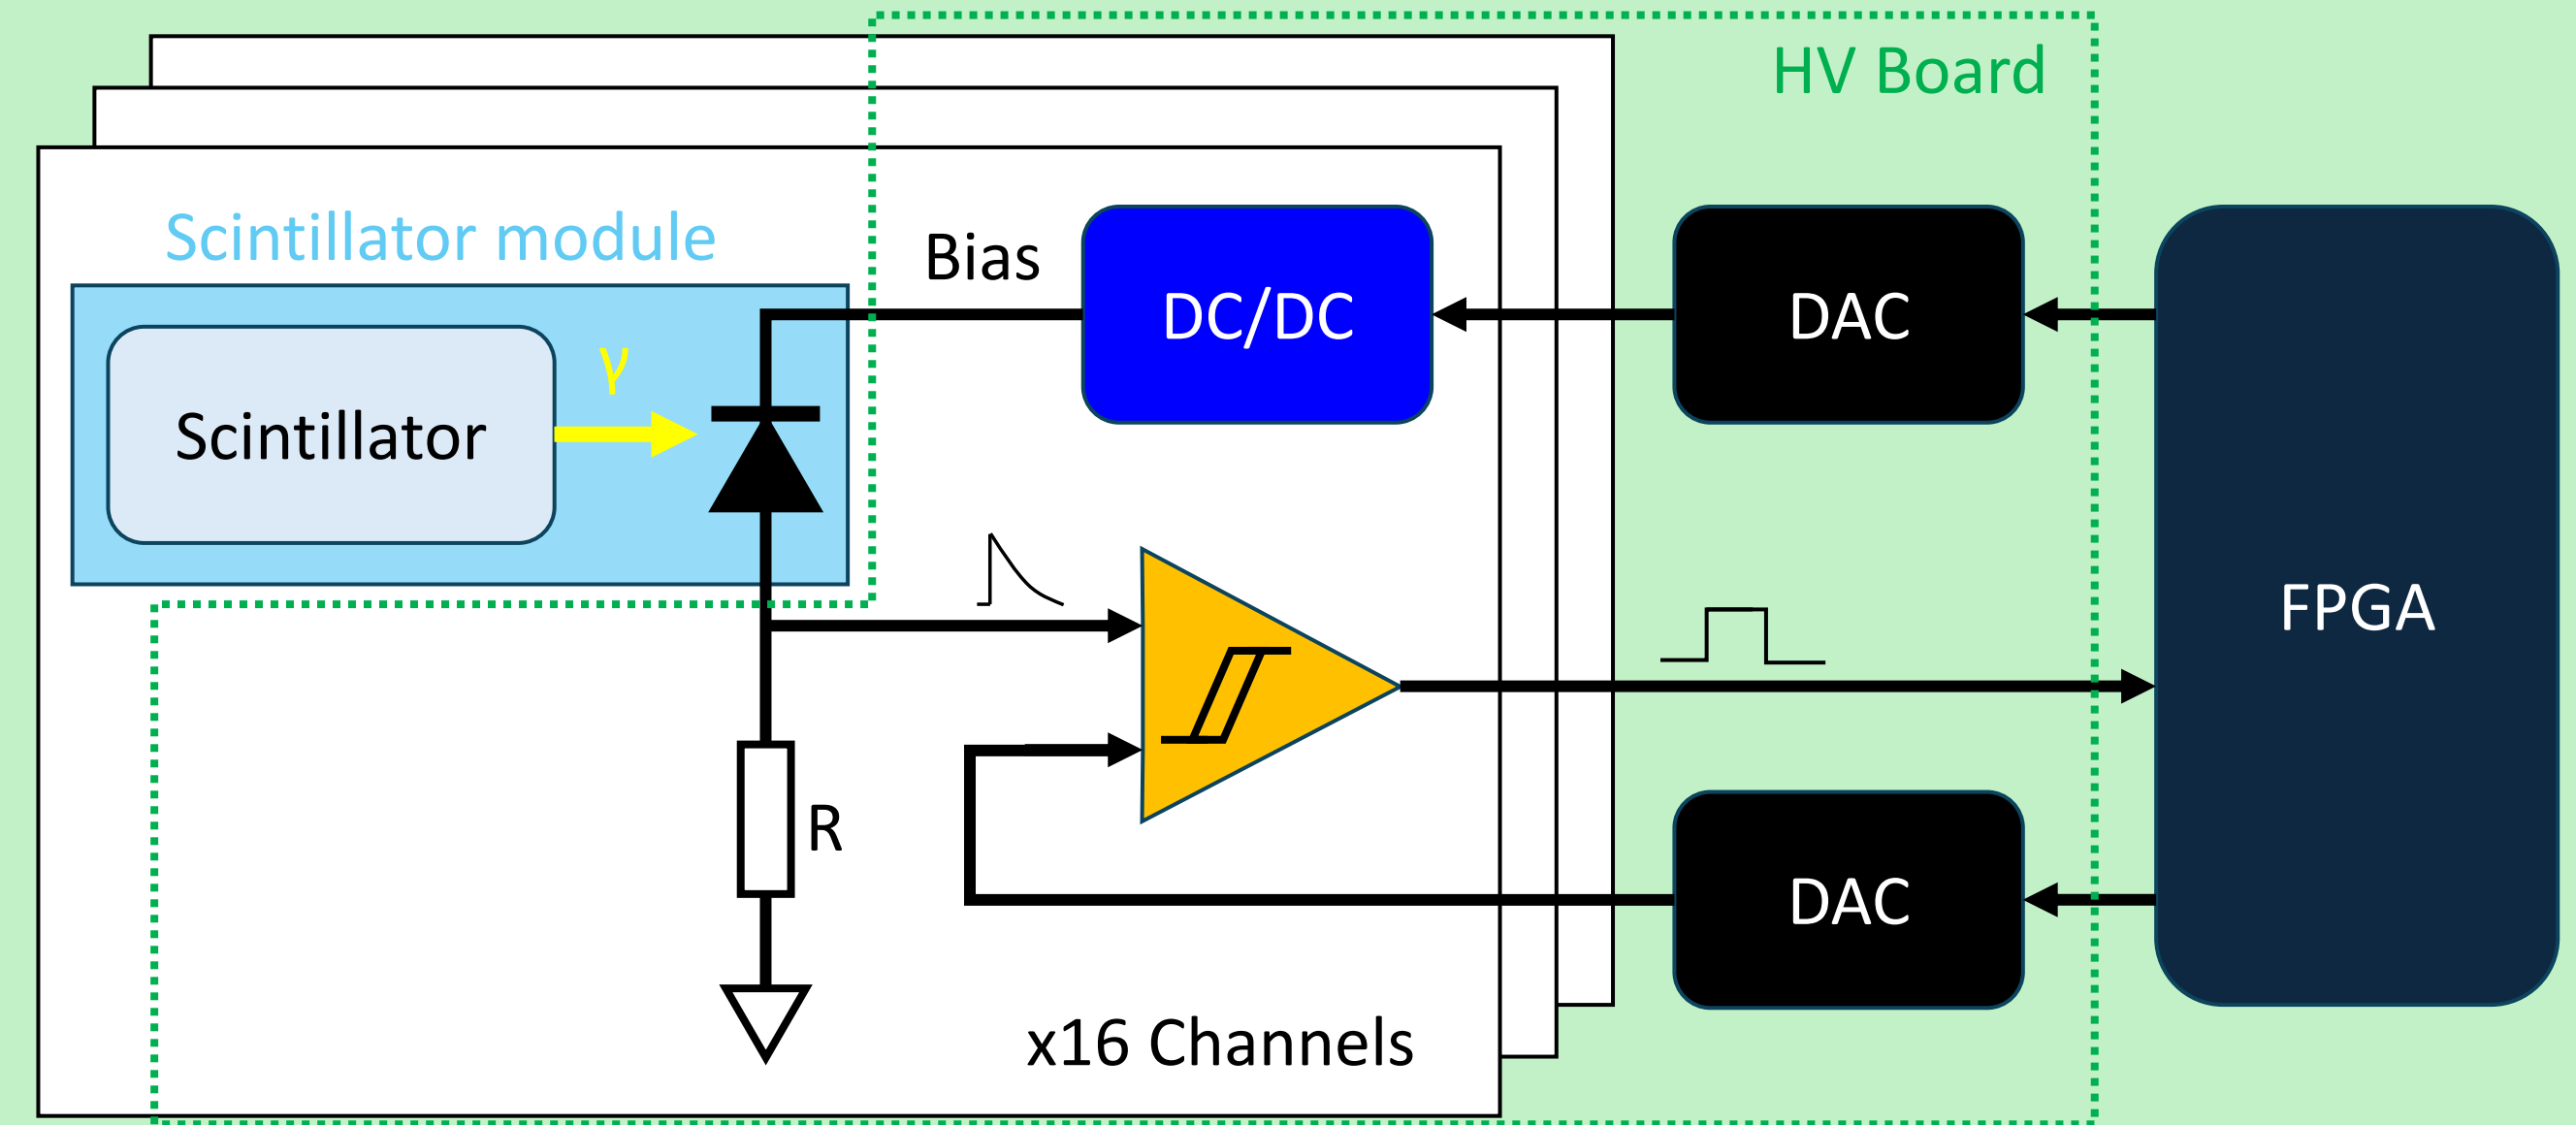 HV Board
Scintillator module
Bias
DC/DC
DAC
γ
Scintillator
FPGA
R
DAC
x16 Channels